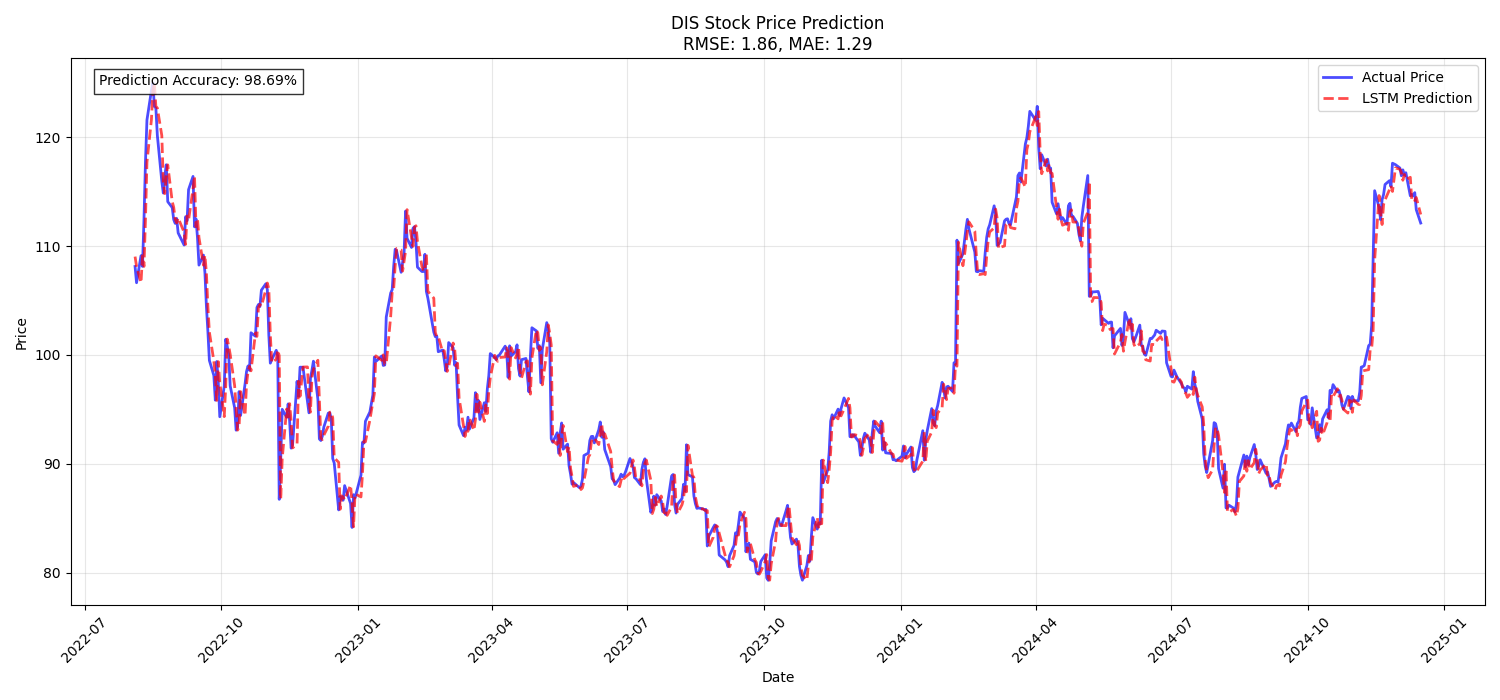 DIS Stock Price Prediction
RMSE: 1.86, MAE: 1.29
Prediction Accuracy: 98.69%
Actual Price
LSTM Prediction
Price
120
110
100
90
80
2022-07
2022-10
2023-01
2023-04
2023-07
2023-10
2024-01
2024-04
2024-07
2024-10
2025-01
Date